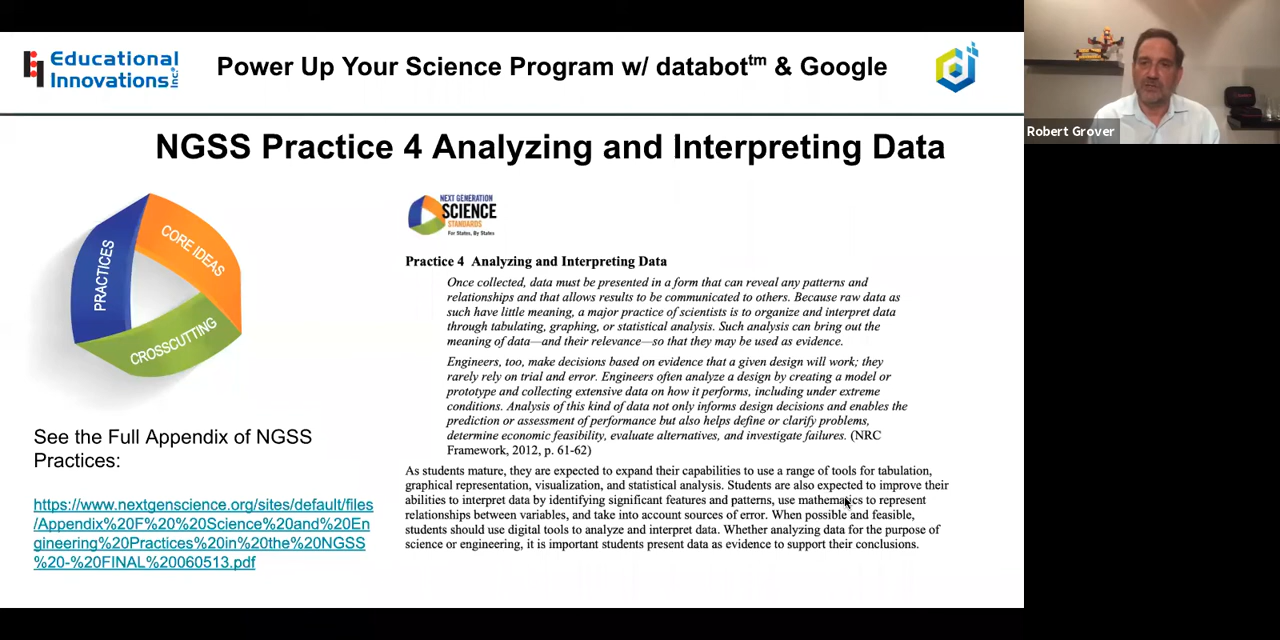 Educational
Innovations Inc.
Power Up Your Science Program w/ databot™ & Google
d
Robert Grover
NGSS Practice 4 Analyzing and Interpreting Data
PRACTICES
CORE IDEAS
CROSSCUTTING
NEXT GENERATION
SCIENCE
STANDARDS
For States, By States
Practice 4 Analyzing and Interpreting Data
Once collected, data must be presented in a form that can reveal any patterns and
relationships and that allows results to be communicated to others. Because raw data as
such have little meaning, a major practice of scientists is to organize and interpret data
through tabulating, graphing, or statistical analysis. Such analysis can bring out the
meaning of data—and their relevance—so that they may be used as evidence.
Engineers, too, make decisions based on evidence that a given design will work; they
rarely rely on trial and error. Engineers often analyze a design by creating a model or
prototype and collecting extensive data on how it performs, including under extreme
conditions. Analysis of this kind of data not only informs design decisions and enables the
prediction or assessment of performance but also helps define or clarify problems,
determine economic feasibility, evaluate alternatives, and investigate failures. (NRC
Framework, 2012, p. 61-62)
As students mature, they are expected to expand their capabilities to use a range of tools for tabulation,
graphical representation, visualization, and statistical analysis. Students are also expected to improve their
abilities to interpret data by identifying significant features and patterns, use mathematics to represent
relationships between variables, and take into account sources of error. When possible and feasible,
students should use digital tools to analyze and interpret data. Whether analyzing data for the purpose of
science or engineering, it is important students present data as evidence to support their conclusions.
See the Full Appendix of NGSS
Practices:
https://www.nextgenscience.org/sites/default/files
/Appendix%20F%20%20Science%20and%20En
gineering%20Practices%20in%20the%20NGSS
%20-%20FINAL%20060513.pdf